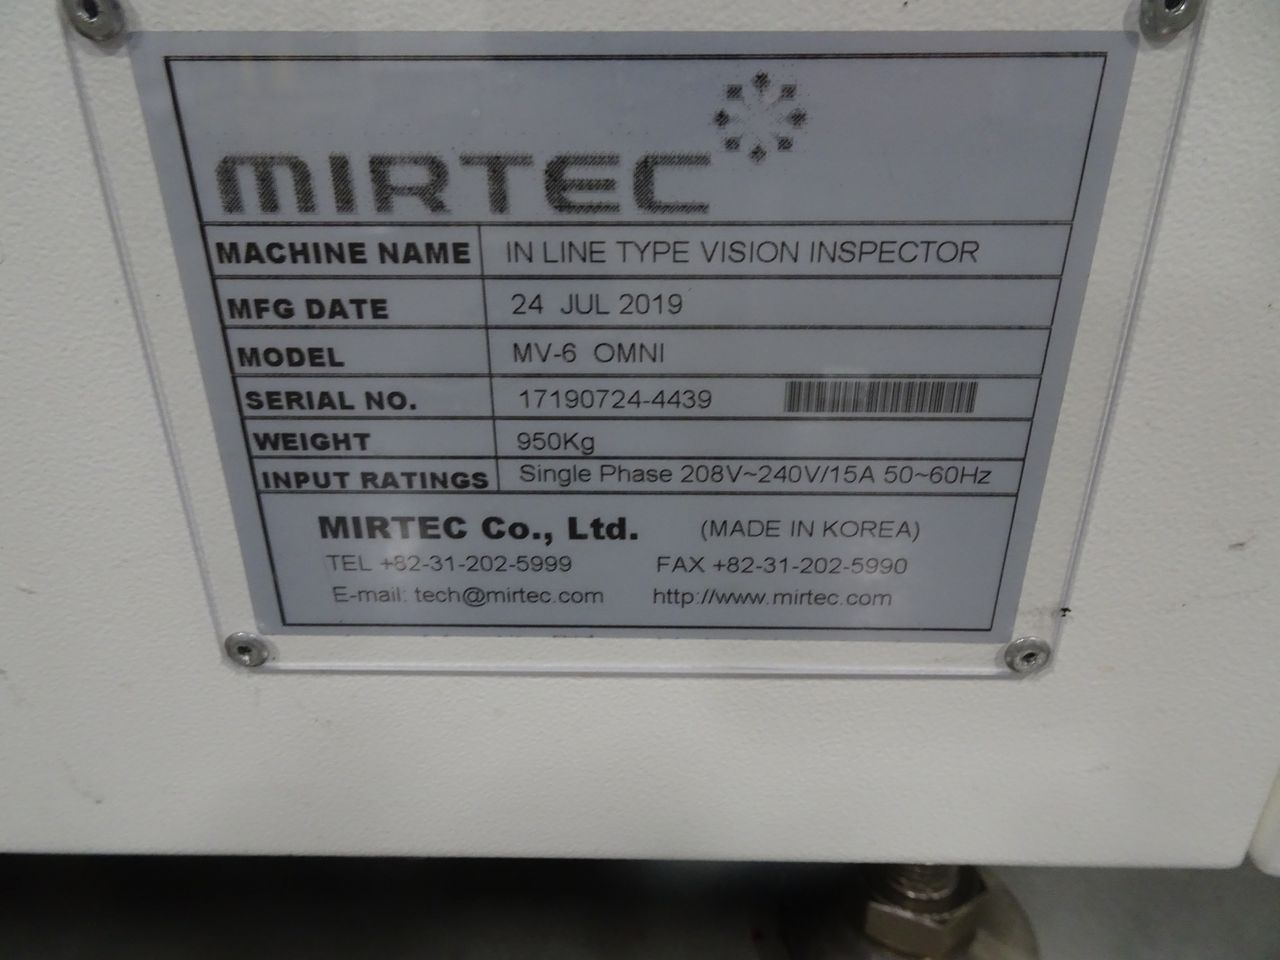 MIRTEC
MACHINE NAME IN LINE TYPE VISION INSPECTOR
MFG DATE 24 JUL 2019
MODEL MV-6 OMNI
SERIAL NO. 17190724-4439
WEIGHT 950Kg
INPUT RATINGS Single Phase 208V~240V/15A 50~60Hz
MIRTEC Co., Ltd. (MADE IN KOREA)
TEL +82-31-202-5999 FAX +82-31-202-5990
E-mail: tech@mirtec.com http://www.mirtec.com